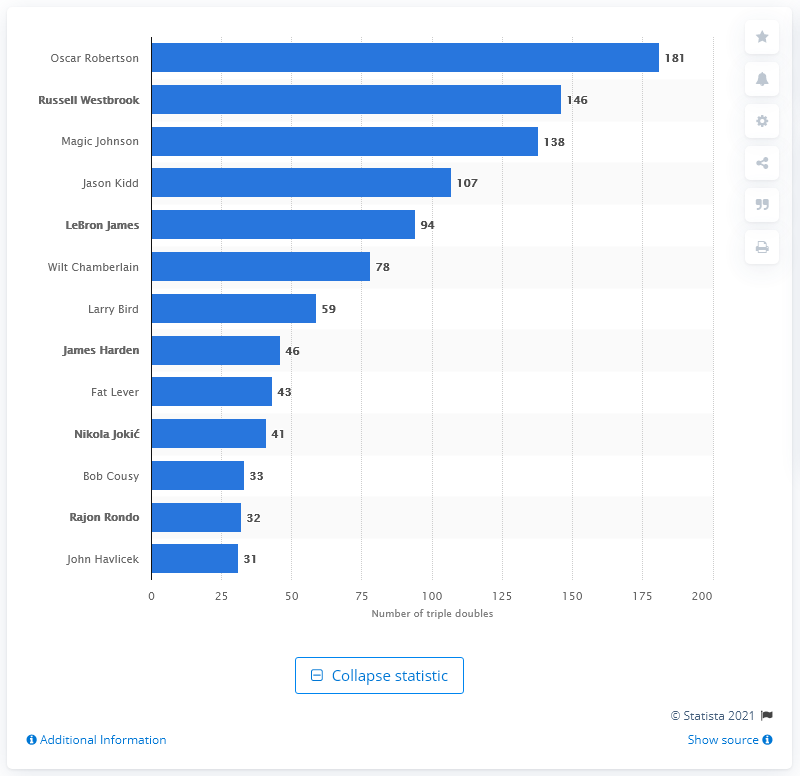 Oscar Robertson 181
Russell Westbrook 146
Magic Johnson 138
Jason Kidd 107
LeBron James 94
Wilt Chamberlain 78
Larry Bird 59
James Harden 46
Fat Lever 43
Nikola Jokić 41
Bob Cousy 33
Rajon Rondo 32
John Havlicek 31
0 25 50 75 100 125 150 175 200
Number of triple doubles
Collapse statistic
© Statista 2021
Additional Information Show source